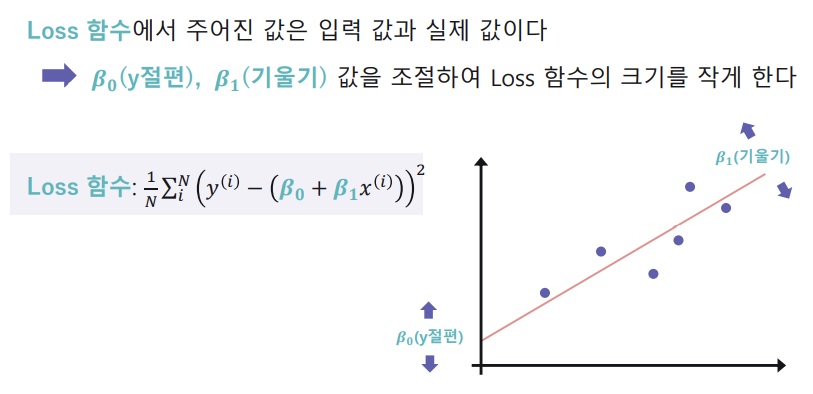 Loss 함수에서 주어진 값은 입력 값과 실제 값이다
β₀(y절편), β₁(기울기) 값을 조절하여 Loss 함수의 크기를 작게 한다
Loss 함수: 1/N ∑ᵢᴺ (y⁽ⁱ⁾ − (β₀ + β₁x⁽ⁱ⁾))²
β₁(기울기)
β₀(y절편)